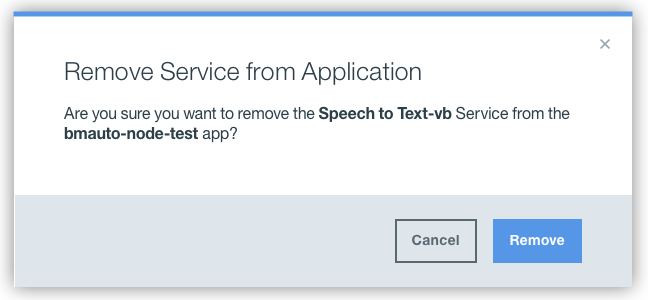 Remove Service from Application
Are you sure you want to remove the Speech to Text-vb Service from the
bmauto-node-test app?
Cancel
Remove